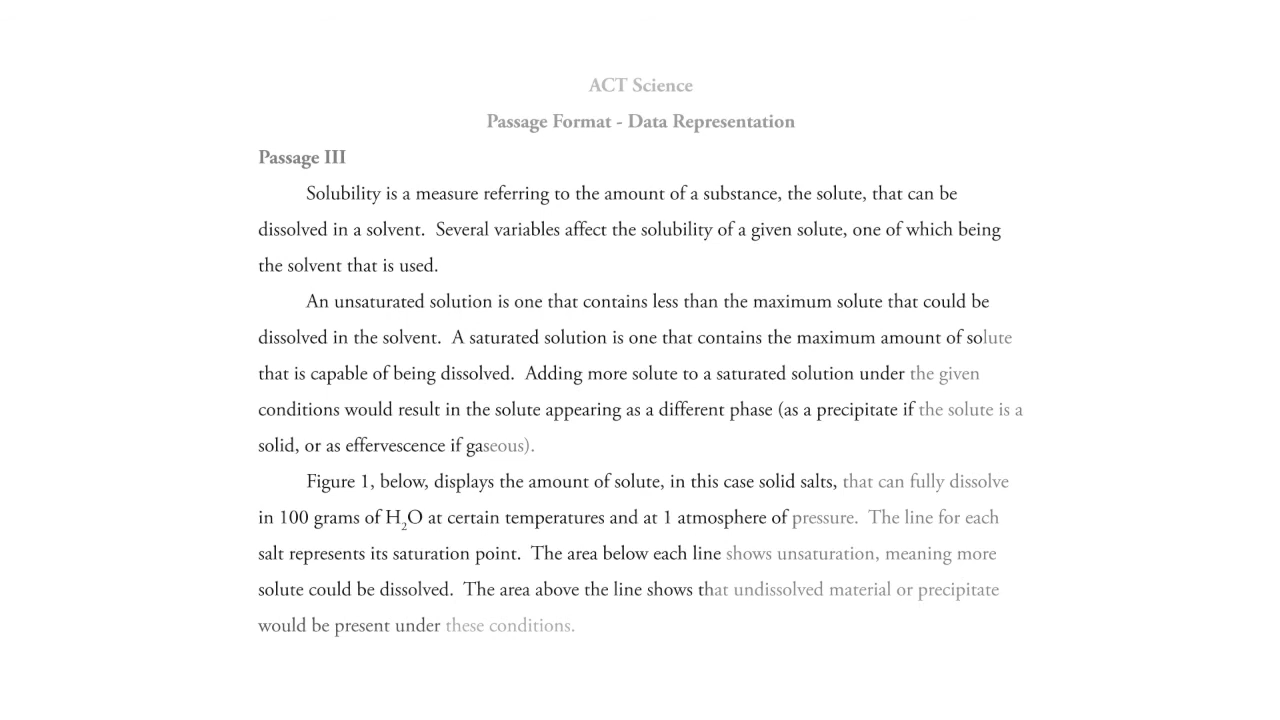 ACT Science
Passage Format - Data Representation
Passage III
Solubility is a measure referring to the amount of a substance, the solute, that can be
dissolved in a solvent.  Several variables affect the solubility of a given solute, one of which being
the solvent that is used.
An unsaturated solution is one that contains less than the maximum solute that could be
dissolved in the solvent.  A saturated solution is one that contains the maximum amount of solute
that is capable of being dissolved.  Adding more solute to a saturated solution under the given
conditions would result in the solute appearing as a different phase (as a precipitate if the solute is a
solid, or as effervescence if gaseous).
Figure 1, below, displays the amount of solute, in this case solid salts, that can fully dissolve
in 100 grams of H₂O at certain temperatures and at 1 atmosphere of pressure.  The line for each
salt represents its saturation point.  The area below each line shows unsaturation, meaning more
solute could be dissolved.  The area above the line shows that undissolved material or precipitate
would be present under these conditions.